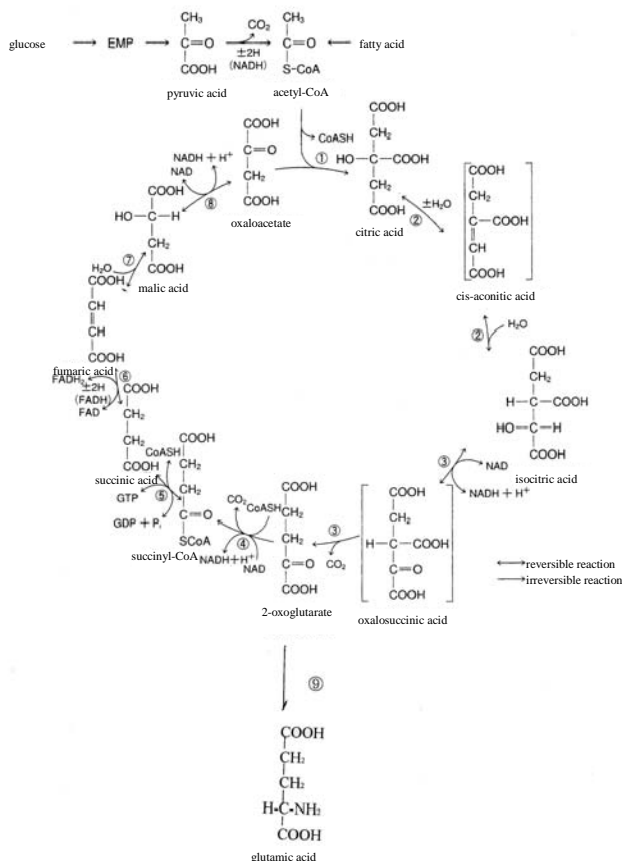 glucose
EMP
CH₃
C=O
COOH
pyruvic acid
CO₂
±2H
(NADH)
CH₃
C=O
S-CoA
acetyl-CoA
fatty acid
CoASH
①
COOH
C=O
CH₂
COOH
oxaloacetate
COOH
CH₂
HO-C-COOH
CH₂
COOH
citric acid
±H₂O
②
COOH
CH₂
C-COOH
CH
COOH
cis-aconitic acid
②
H₂O
COOH
CH₂
H-C-COOH
HO-C-H
COOH
isocitric acid
③
NAD
NADH + H⁺
COOH
CH₂
H-C-COOH
C=O
COOH
oxalosuccinic acid
③
CO₂
COOH
CH₂
CH₂
C=O
COOH
2-oxoglutarate
CO₂
CoASH
④
NADH + H⁺
NAD
COOH
CH₂
CH₂
C=O
SCoA
succinyl-CoA
CoASH
⑤
GTP
GDP + Pᵢ
COOH
CH₂
CH₂
COOH
succinic acid
⑥
FADH₂
±2H
(FADH)
FAD
COOH
CH
CH
COOH
fumaric acid
H₂O
⑦
COOH
HO-C-H
CH₂
COOH
malic acid
⑧
NADH + H⁺
NAD
reversible reaction
irreversible reaction
⑨
COOH
CH₂
CH₂
H-C-NH₂
COOH
glutamic acid